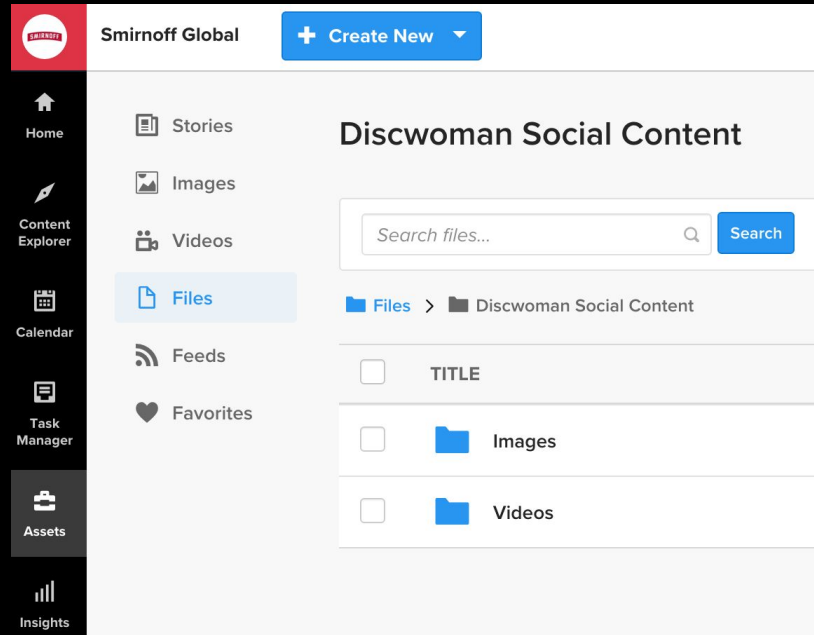 SMIRNOFF
Smirnoff Global
Create New
Home
Content
Explorer
Calendar
Task
Manager
Assets
Insights
Stories
Images
Videos
Files
Feeds
Favorites
Discwoman Social Content
Search files...
Search
Files > Discwoman Social Content
TITLE
Images
Videos